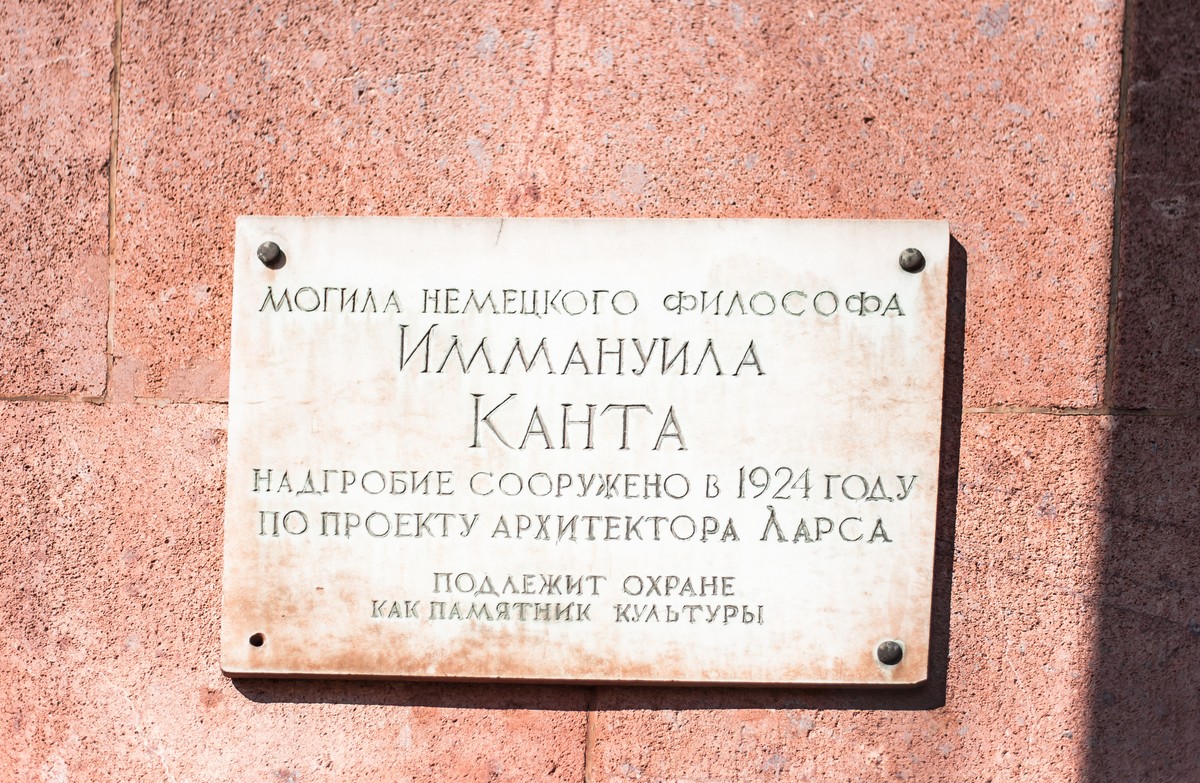 МОГИЛА НЕМЕЦКОГО ФИЛОСОФА
ИММАНУИЛА
КАНТА
НАДГРОБИЕ СООРУЖЕНО В 1924 ГОДУ
ПО ПРОЕКТУ АРХИТЕКТОРА ЛАРСА
ПОДЛЕЖИТ ОХРАНЕ
КАК ПАМЯТНИК КУЛЬТУРЫ